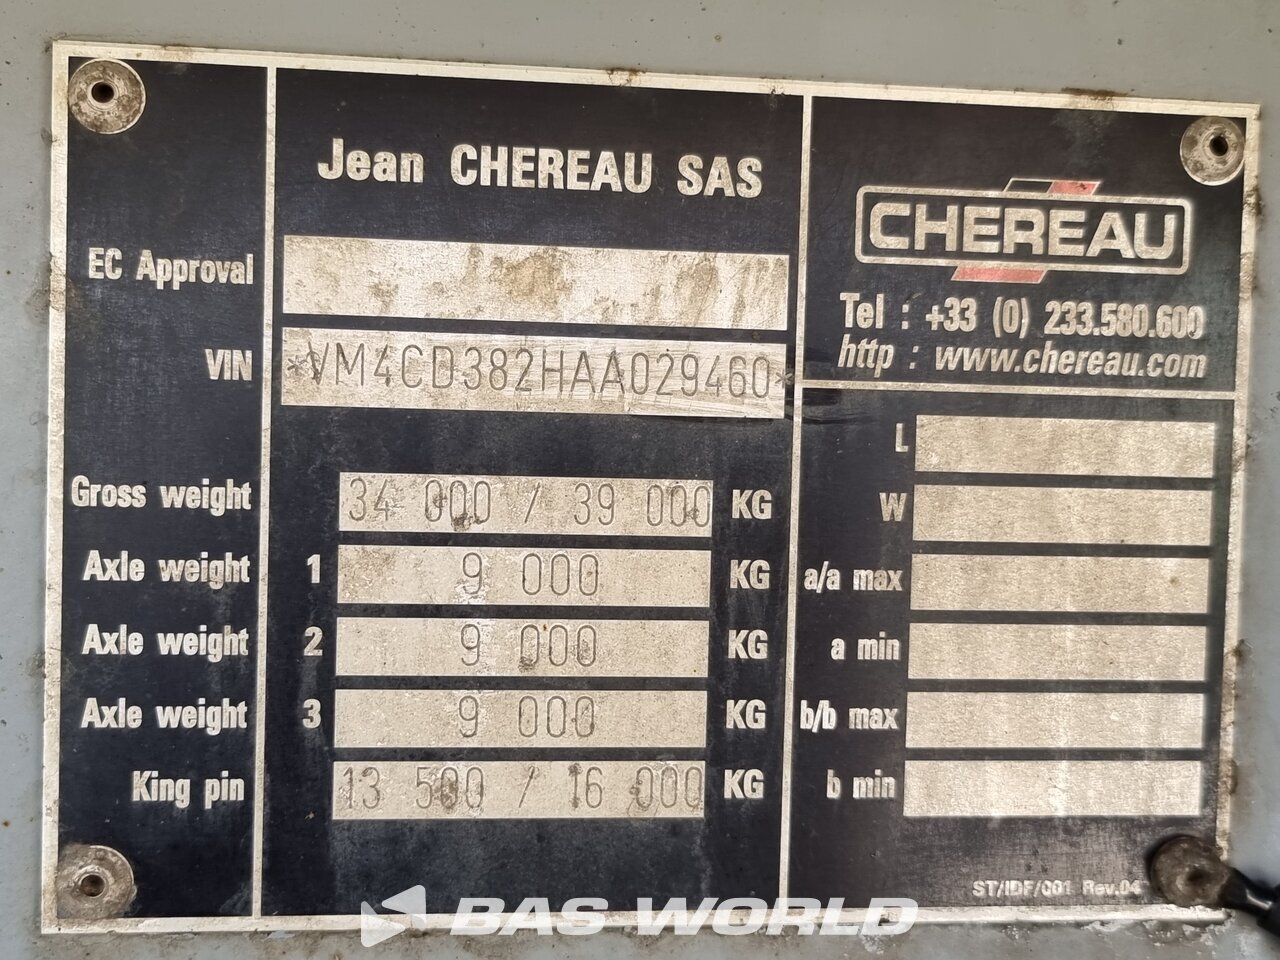 Jean CHEREAU SAS
EC Approval
VIN *VM4CD382HAA029460*
Gross weight 34 000 / 39 000 KG
Axle weight 1 9 000 KG
Axle weight 2 9 000 KG
Axle weight 3 9 000 KG
King pin 13 500 / 16 000 KG
CHEREAU
Tel : +33 (0) 233.580.600
http : www.chereau.com
L
W
a/a max
a min
b/b max
b min
ST/IDF/001 Rev.04
BAS WORLD